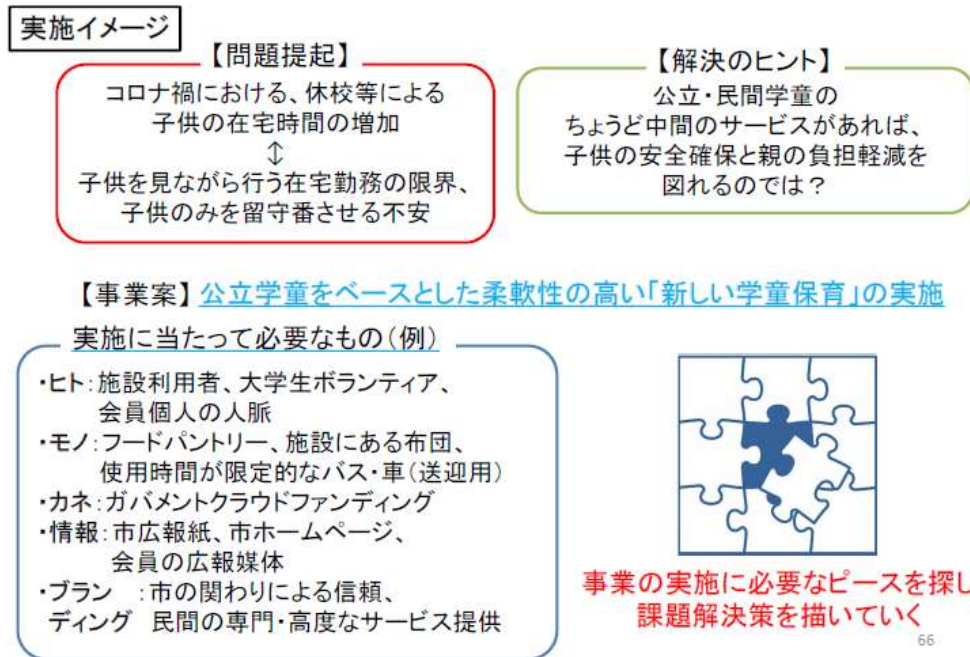 実施イメージ
【問題提起】
コロナ禍における、休校等による
子供の在宅時間の増加
↕
子供を見ながら行う在宅勤務の限界、
子供のみを留守番させる不安
【解決のヒント】
公立・民間学童の
ちょうど中間のサービスがあれば、
子供の安全確保と親の負担軽減を
図れるのでは？
【事業案】公立学童をベースとした柔軟性の高い「新しい学童保育」の実施
実施に当たって必要なもの（例）
・ヒト：施設利用者、大学生ボランティア、
会員個人の人脈
・モノ：フードパントリー、施設にある布団、
使用時間が限定的なバス・車（送迎用）
・カネ：ガバメントクラウドファンディング
・情報：市広報紙、市ホームページ、
会員の広報媒体
・ブラン　：市の関わりによる信頼、
ディング　民間の専門・高度なサービス提供
事業の実施に必要なピースを探し
課題解決策を描いていく
66